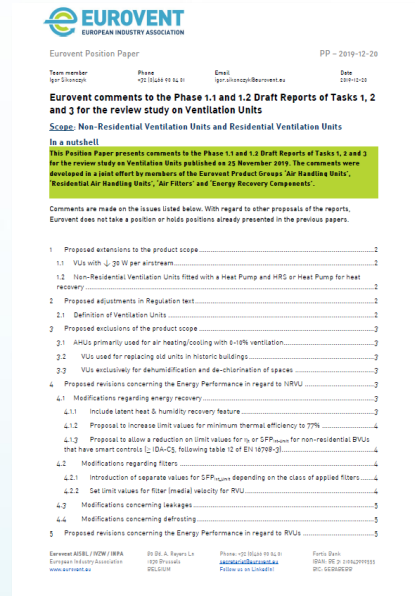 EUROVENT
EUROPEAN INDUSTRY ASSOCIATION
Eurovent Position Paper
PP - 2019-12-20
Team member Phone Email Date
Igor Sikonczyk +32 (0)466 90 04 01 igor.sikonczyk@eurovent.eu 2019-12-20
Eurovent comments to the Phase 1.1 and 1.2 Draft Reports of Tasks 1, 2
and 3 for the review study on Ventilation Units
Scope: Non-Residential Ventilation Units and Residential Ventilation Units
In a nutshell
This Position Paper presents comments to the Phase 1.1 and 1.2 Draft Reports of Tasks 1, 2 and 3
for the review study on Ventilation Units published on 25 November 2019. The comments were
developed in a joint effort by members of the Eurovent Product Groups 'Air Handling Units',
'Residential Air Handling Units', 'Air Filters' and 'Energy Recovery Components'.
Comments are made on the issues listed below. With regard to other proposals of the reports,
Eurovent does not take a position or holds positions already presented in the previous papers.
1 Proposed extensions to the product scope 2
1.1 VUs with ↓ 30 W per airstream 2
1.2 Non-Residential Ventilation Units fitted with a Heat Pump and HRS or Heat Pump for heat
recovery 2
2 Proposed adjustments in Regulation text 2
2.1 Definition of Ventilation Units 2
3 Proposed exclusions of the product scope 3
3.1 AHUs primarily used for air heating/cooling with 0-10% ventilation 3
3.2 VUs used for replacing old units in historic buildings 3
3.3 VUs exclusively for dehumidification and de-chlorination of spaces 3
4 Proposed revisions concerning the Energy Performance in regard to NRVU 3
4.1 Modifications regarding energy recovery 3
4.1.1 Include latent heat & humidity recovery feature 3
4.1.2 Proposal to increase limit values for minimum thermal efficiency to 77% 4
4.1.3 Proposal to allow a reduction on limit values for or SFP for non-residential BVUs
that have smart controls (≥ IDA-C5, following table 12 of EN 16798-3) 4
4.2 Modifications regarding filters 4
4.2.1 Introduction of separate values for SFP depending on the class of applied filters 4
4.2.2 Set limit values for filter (media) velocity for RVU 4
4.3 Modifications concerning leakages 5
4.4 Modifications concerning defrosting 5
5 Proposed revisions concerning the Energy Performance in regard to RVUs 5
Eurovent AISBL / IVZW / INPA 80 Bd. A. Reyers Ln Phone: +32 (0)466 90 04 01 Fortis Bank
European Industry Association 1030 Brussels secretariat@eurovent.eu
www.eurovent.eu BELGIUM Follow us on LinkedIn!